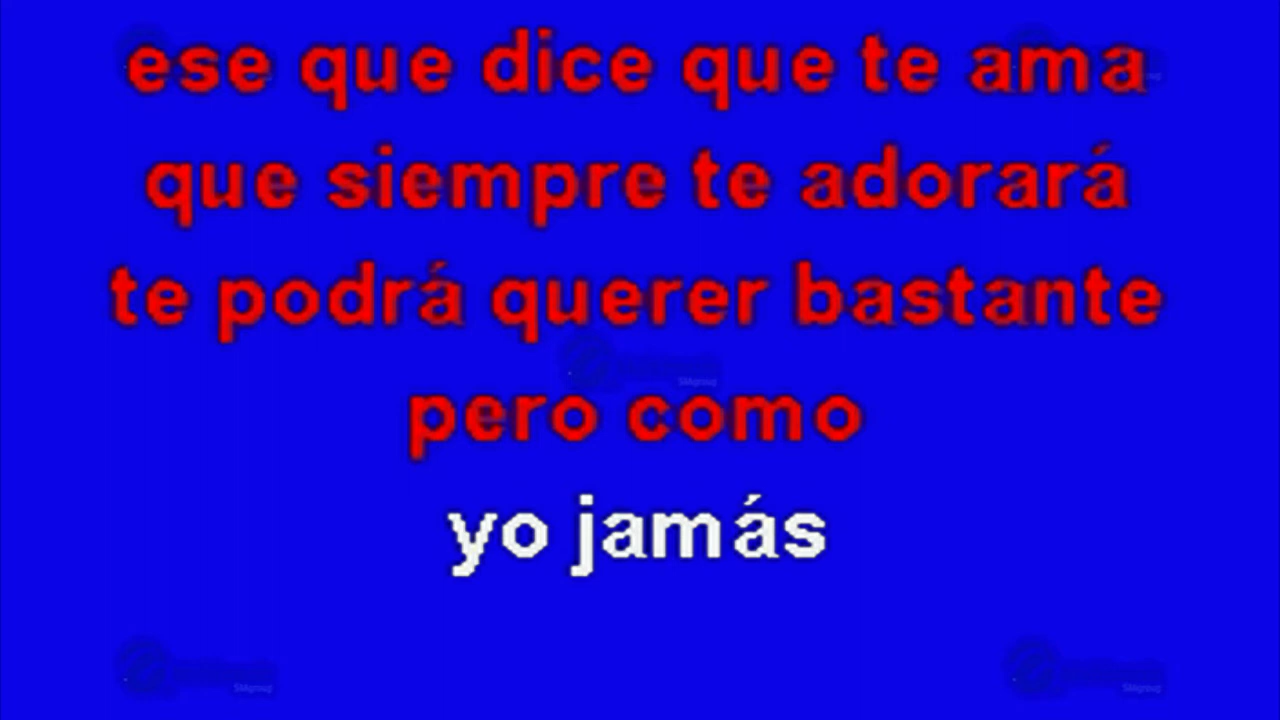 ese que dice que te ama
que siempre te adorará
te podrá querer bastante
pero como
yo jamás